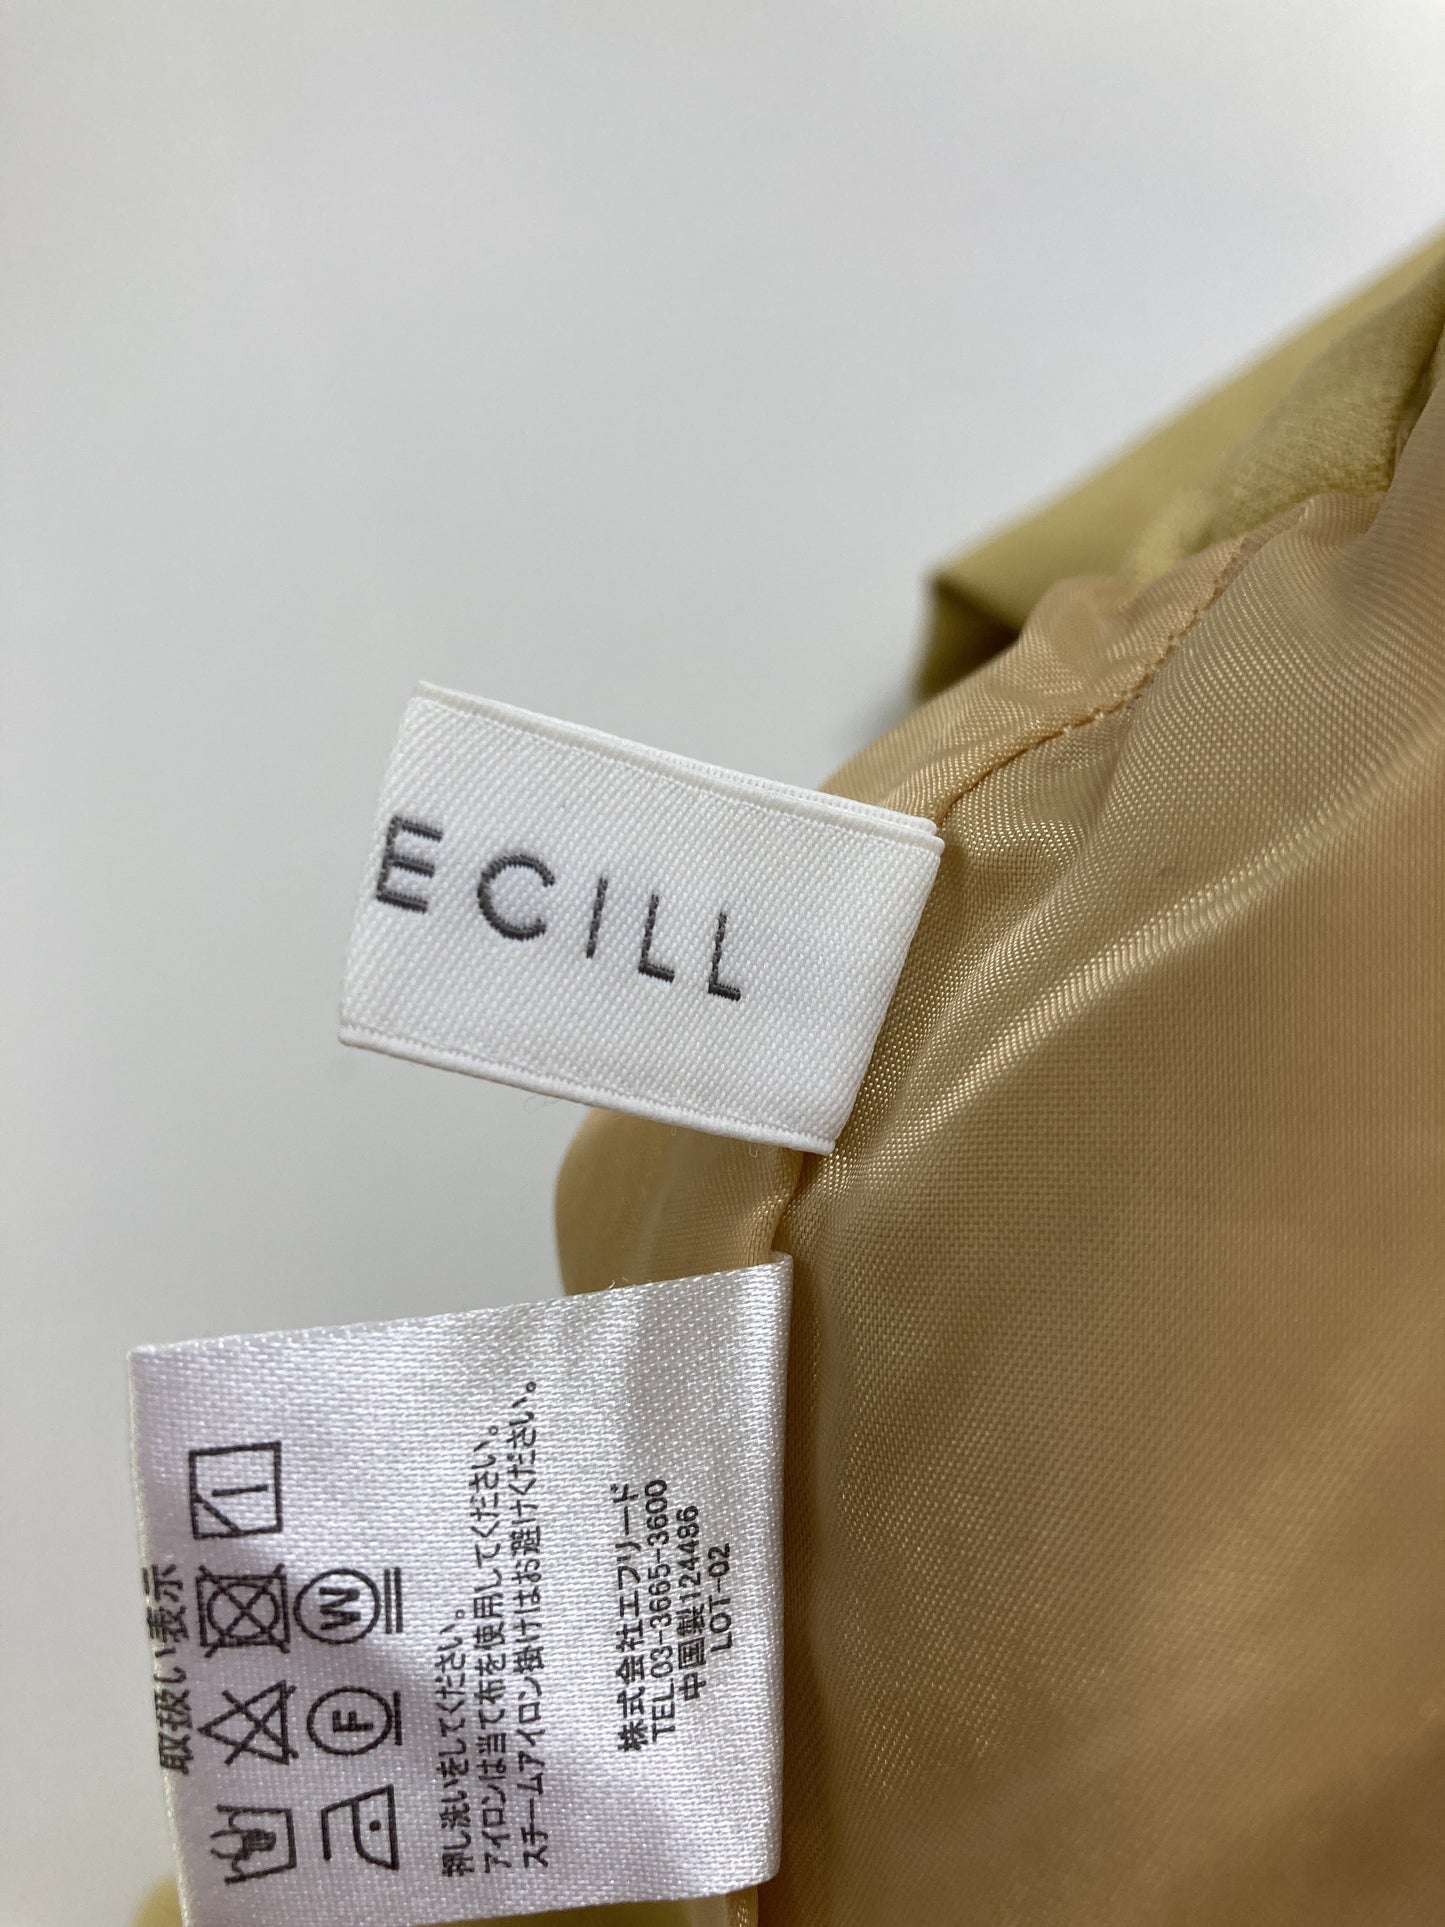 ECILL
取扱い表示
W
F
押し洗いをしてください。
アイロンは当て布を使用してください。
スチームアイロン掛けはお避けください。
株式会社エフリード
TEL.03-3665-3600
中国製124486
LOT-02